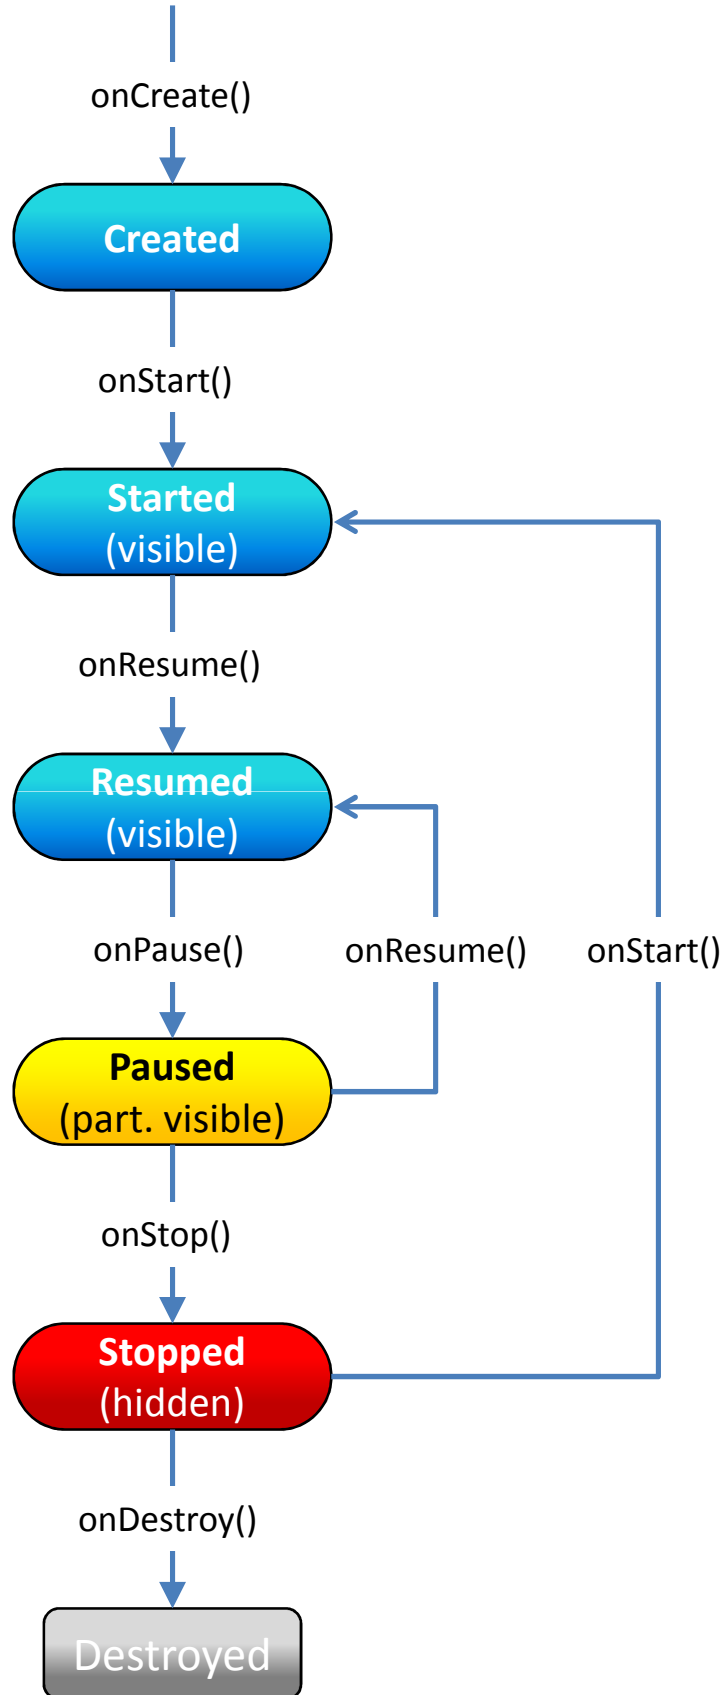 onCreate()
Created
onStart()
Started
(visible)
onResume()
Resumed
(visible)
onPause()
onResume()
onStart()
Paused
(part. visible)
onStop()
Stopped
(hidden)
onDestroy()
Destroyed